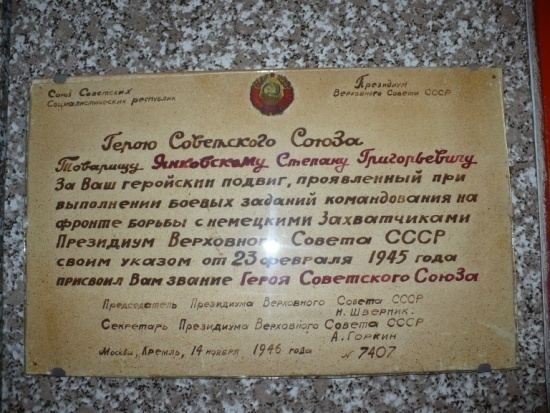 Союз Советских
Социалистических республик
Президиум
Верховного Совета СССР
Герою Советского Союза
Товарищу Янковскому Степану Григорьевичу
За Ваш геройский подвиг, проявленный при
выполнении боевых заданий командования на
фронте борьбы с немецкими захватчиками
Президиум Верховного Совета СССР
своим указом от 23 февраля 1945 года
присвоил Вам звание Героя Советского Союза
Председатель Президиума Верховного Совета СССР
Н. Шверник.
Секретарь Президиума Верховного Совета СССР
А. Горкин
Москва, Кремль, 14 ноября 1946 года N 7407